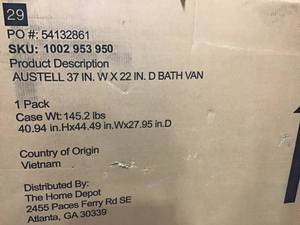 29
PO #: 54132861
SKU: 1002 953 950
Product Description
AUSTELL 37 IN. W X 22 IN. D BATH VAN
1 Pack
Case Wt: 145.2 lbs
40.94 in.Hx44.49 in.Wx27.95 in.D
Country of Origin
Vietnam
Distributed By:
The Home Depot
2455 Paces Ferry Rd SE
Atlanta, GA 30339